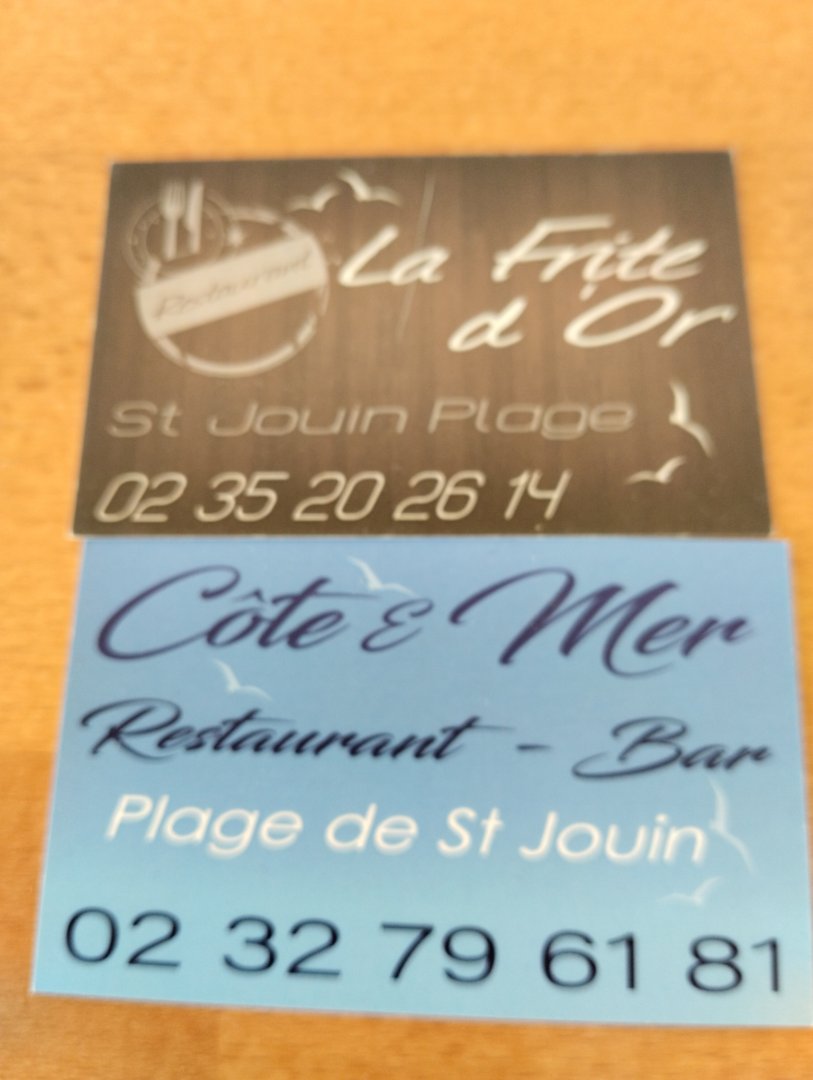 Restaurant
La Frite
d'Or
St Jouin Plage
02 35 20 26 14
Côte & Mer
Restaurant - Bar
Plage de St Jouin
02 32 79 61 81